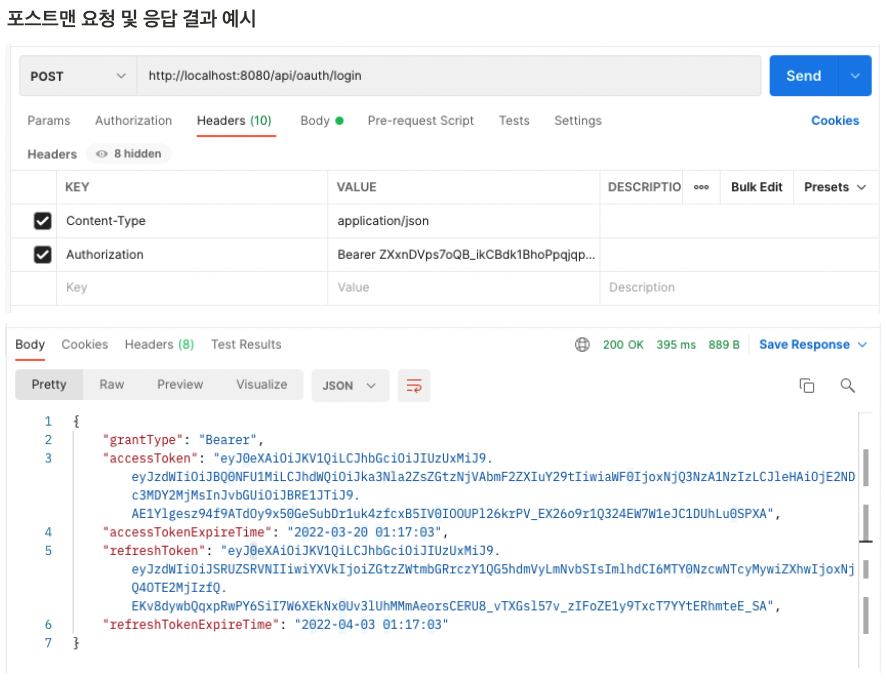 포스트맨 요청 및 응답 결과 예시
POST http://localhost:8080/api/oauth/login Send
Params Authorization Headers (10) Body Pre-request Script Tests Settings Cookies
Headers 8 hidden
KEY VALUE DESCRIPTIO ooo Bulk Edit Presets
Content-Type application/json
Authorization Bearer ZXxnDVps7oQB_ikCBdk1BhoPpqjqp...
Key Value Description
Body Cookies Headers (8) Test Results 200 OK 395 ms 889 B Save Response
Pretty Raw Preview Visualize JSON
1 {
2 "grantType": "Bearer",
3 "accessToken": "eyJ0eXAiOiJKV1QiLCJhbGciOiJIUzUxMiJ9.
eyJzdWIiOiJBQ0NFU1MiLCJhdWQiOiJka3Nla2ZsZGtzNjVAbmF2ZXIuY29tIiwiaWF0IjoxNjQ3NzA1NzIzLCJleHAiOjE2ND
c3MDY2MjMsInJvbGUiOiJBRE1JTiJ9.
AE1Ylgesz94f9ATdOy9x50GeSubDr1uk4zfcxB5IV0IOOUPl26krPV_EX26o9r1Q324EW7W1eJC1DUhLu0SPXA",
4 "accessTokenExpireTime": "2022-03-20 01:17:03",
5 "refreshToken": "eyJ0eXAiOiJKV1QiLCJhbGciOiJIUzUxMiJ9.
eyJzdWIiOiJSRUZSRVNIIiwiYXVkIjoiZGtzZWtmbGRrczY1QG5hdmVyLmNvbSIsImlhdCI6MTY0NzcwNTcyMywiZXhwIjoxNj
Q4OTE2MjIzfQ.
EKv8dywbQqxpRwPY6SiI7W6XEkNx0Uv3lUhMMmAeorsCERU8_vTXGsl57v_zIFoZE1y9TxcT7YYtERhmteE_SA",
6 "refreshTokenExpireTime": "2022-04-03 01:17:03"
7 }